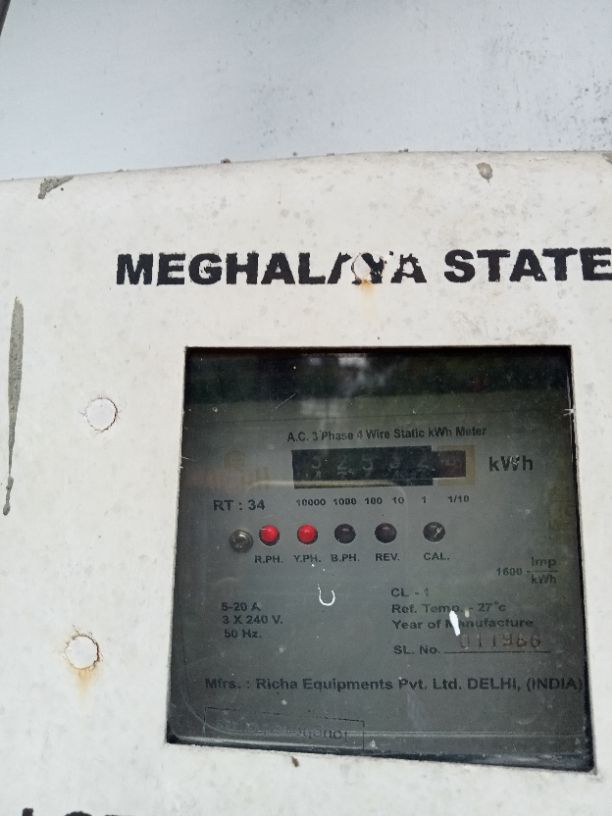 MEGHALAYA STATE
A.C. 3 Phase 4 Wire Static kWh Meter
kWh
RT : 34
10000 1000 100 10 1 1/10
R.PH. Y.PH. B.PH. REV. CAL.
1600 Imp/kWh
CL - 1
5-20 A
Ref. Temp. - 27°c
3 X 240 V.
Year of Manufacture
50 Hz.
SL. No. 011966
Mfrs. : Richa Equipments Pvt. Ltd. DELHI, (INDIA)